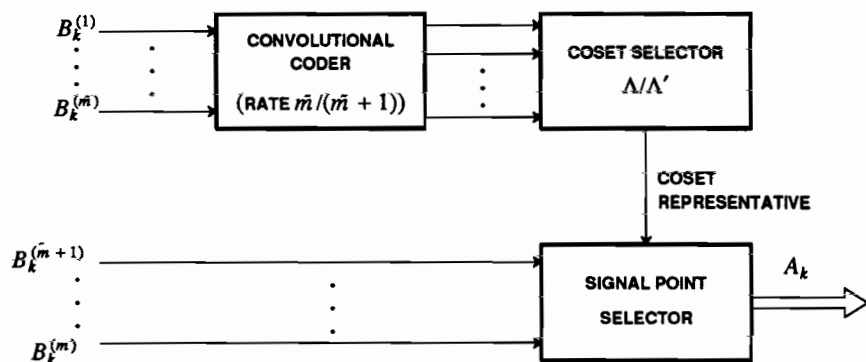 B_k^{(1)}
CONVOLUTIONAL
CODER
(RATE m̃/(m̃ + 1))
B_k^{(m̃)}
COSET SELECTOR
Λ/Λ′
COSET
REPRESENTATIVE
B_k^{(m̃ + 1)}
SIGNAL POINT
SELECTOR
A_k
B_k^{(m)}